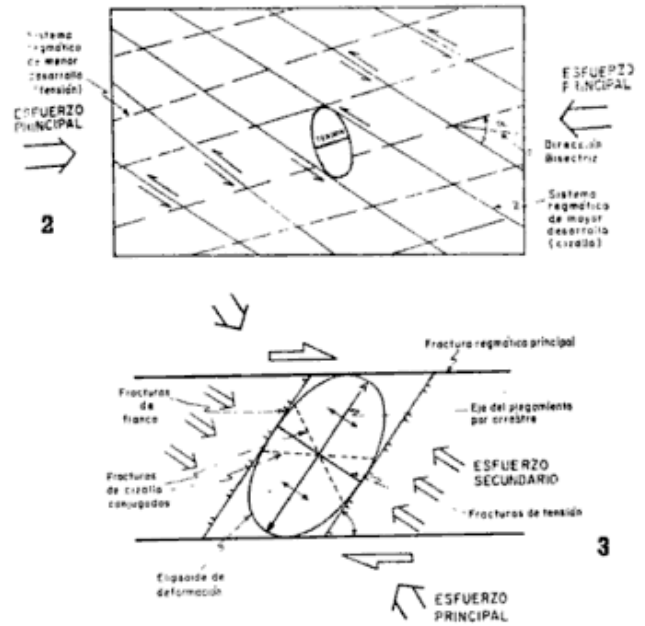 Sistema
regmático
de menor
desarrollo
(tensión)
ESFUERZO
PRINCIPAL
2
TENSION
ESFUERZO
PRINCIPAL
Dirección
Bisectriz
Sistema
regmático
de mayor
desarrollo
(cizalla)
Fractura regmática principal
Fracturas
de
flanco
Eje del plegamiento
por arrastre
ESFUERZO
SECUNDARIO
Fracturas
de cizalla
conjugadas
Fracturas de tensión
3
Elipsoide de
deformación
ESFUERZO
PRINCIPAL